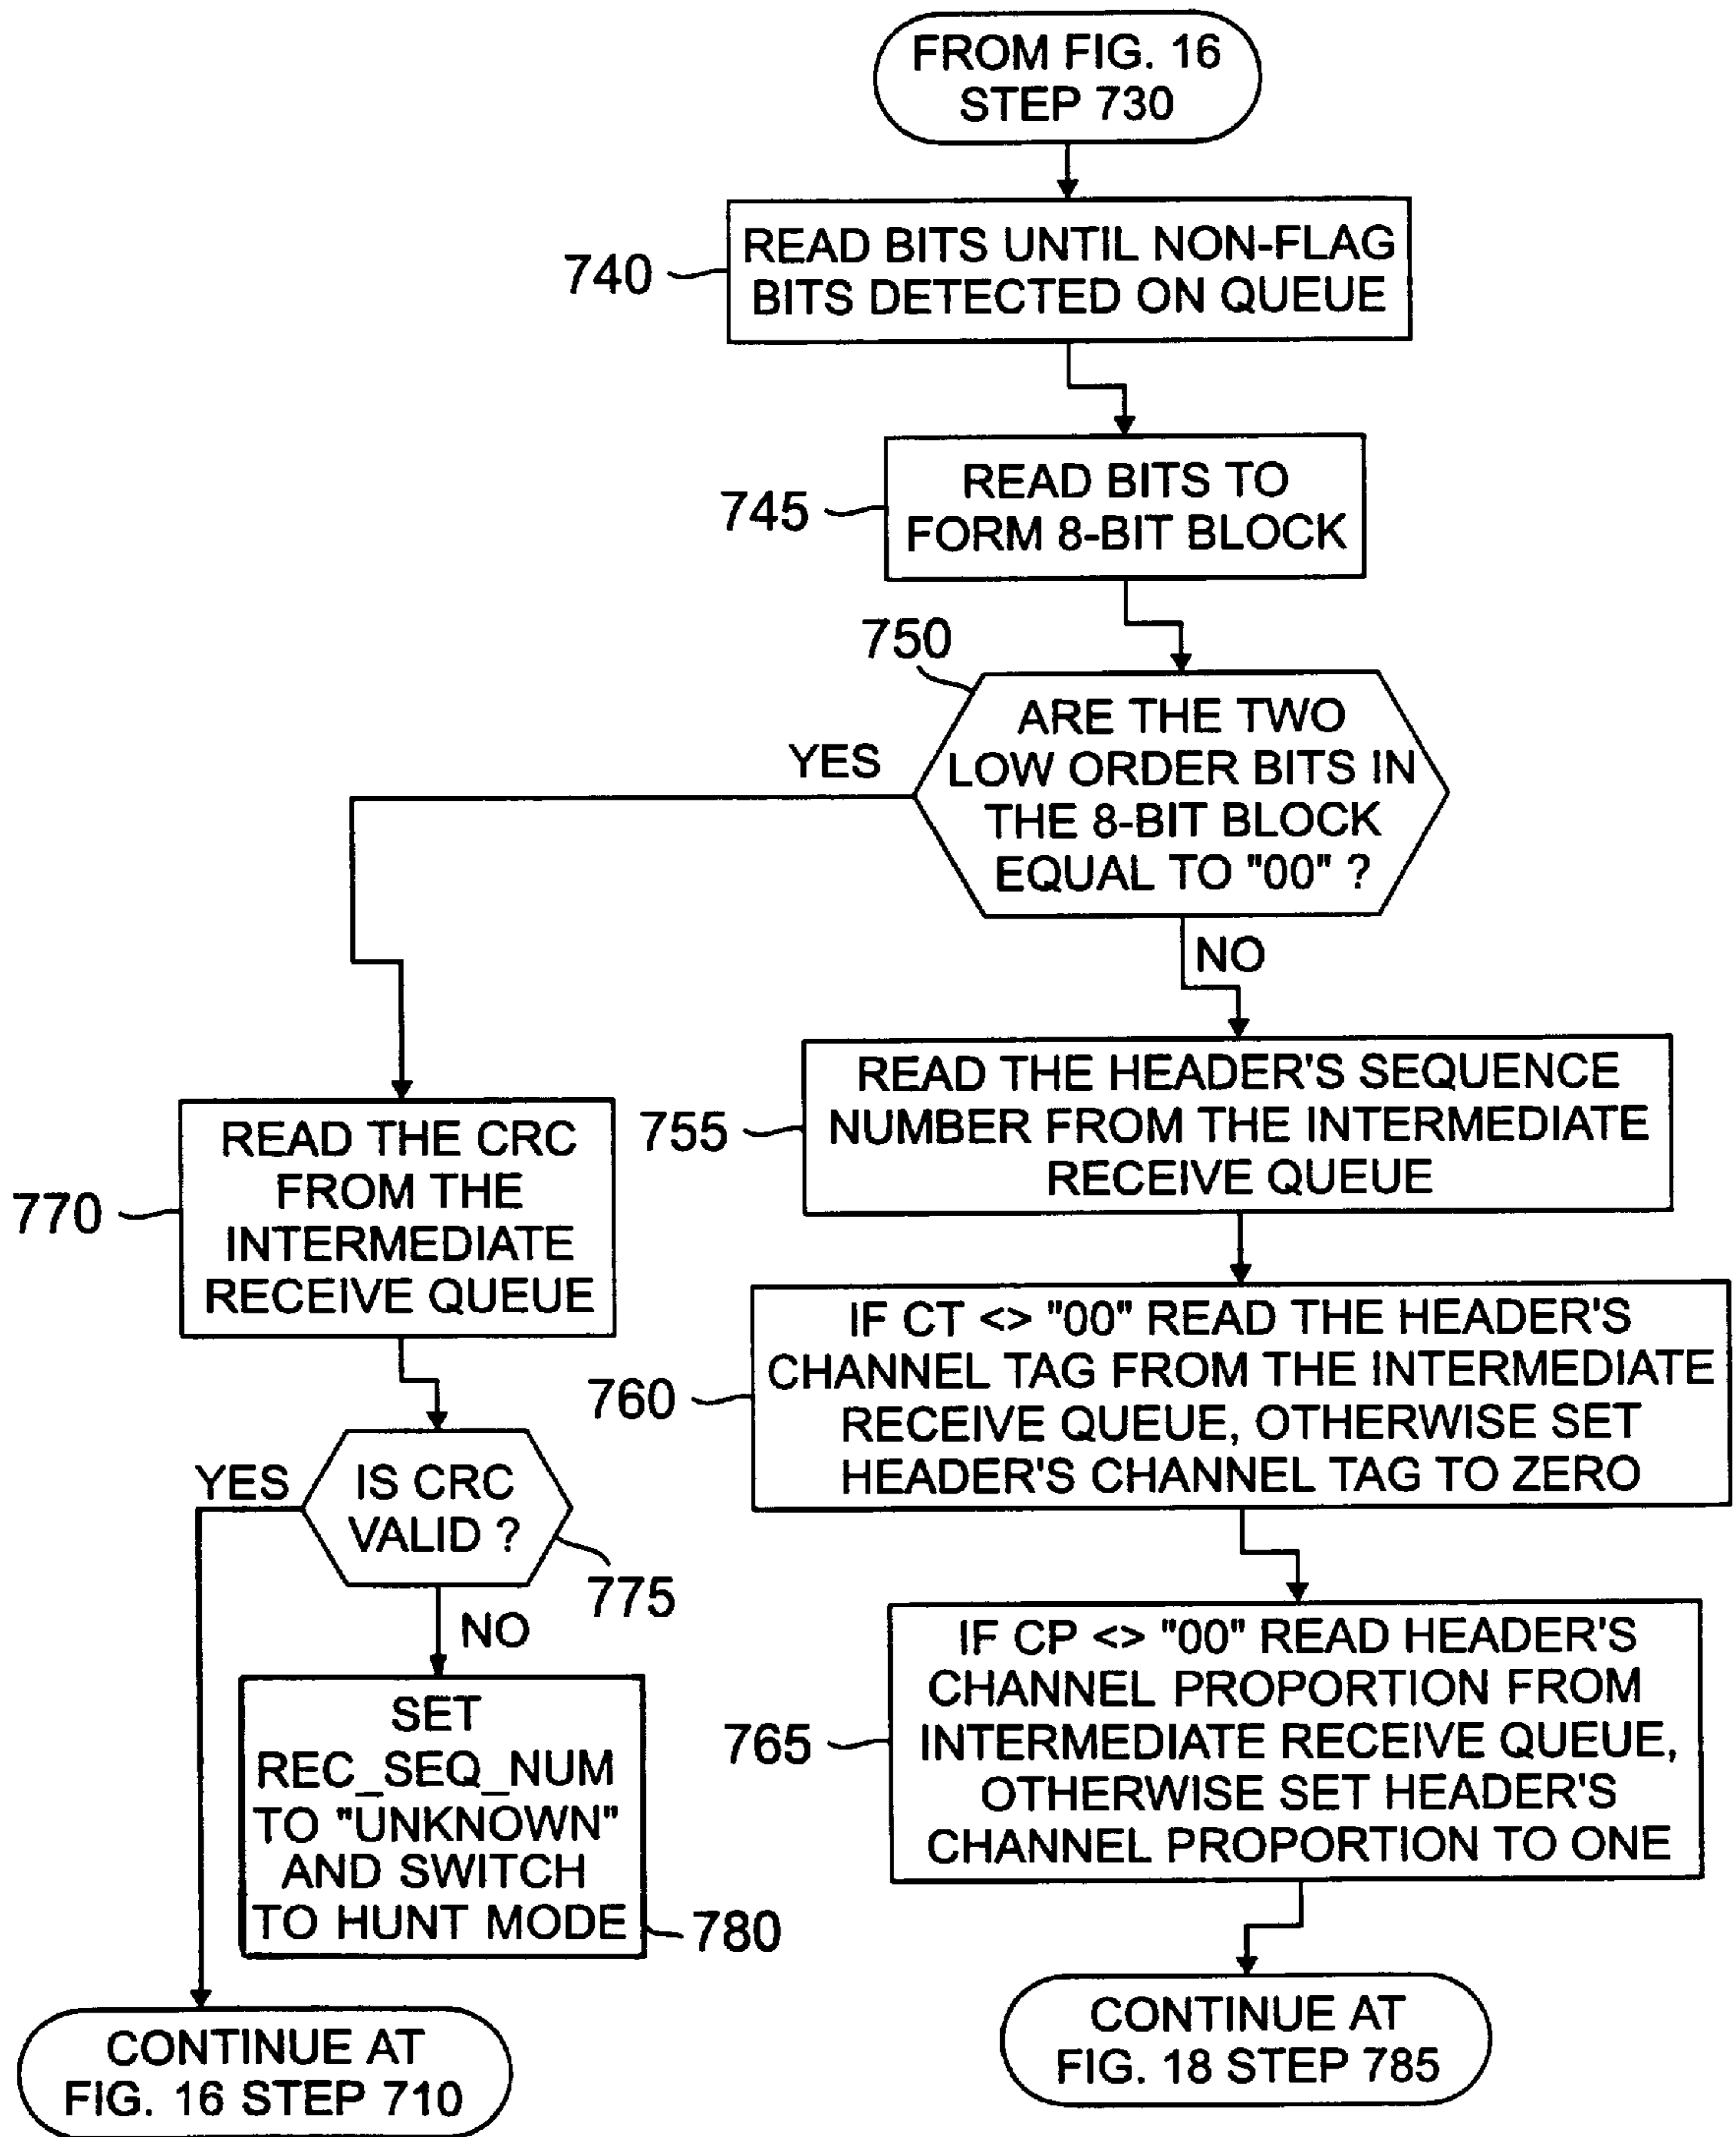 FROM FIG. 16
STEP 730
740
READ BITS UNTIL NON-FLAG
BITS DETECTED ON QUEUE
745
READ BITS TO
FORM 8-BIT BLOCK
750
ARE THE TWO
LOW ORDER BITS IN
THE 8-BIT BLOCK
EQUAL TO "00" ?
YES
NO
755
READ THE HEADER'S SEQUENCE
NUMBER FROM THE INTERMEDIATE
RECEIVE QUEUE
760
IF CT <> "00" READ THE HEADER'S
CHANNEL TAG FROM THE INTERMEDIATE
RECEIVE QUEUE, OTHERWISE SET
HEADER'S CHANNEL TAG TO ZERO
765
IF CP <> "00" READ HEADER'S
CHANNEL PROPORTION FROM
INTERMEDIATE RECEIVE QUEUE,
OTHERWISE SET HEADER'S
CHANNEL PROPORTION TO ONE
CONTINUE AT
FIG. 18 STEP 785
770
READ THE CRC
FROM THE
INTERMEDIATE
RECEIVE QUEUE
YES
IS CRC
VALID ?
775
NO
SET
REC_SEQ_NUM
TO "UNKNOWN"
AND SWITCH
TO HUNT MODE
780
CONTINUE AT
FIG. 16 STEP 710